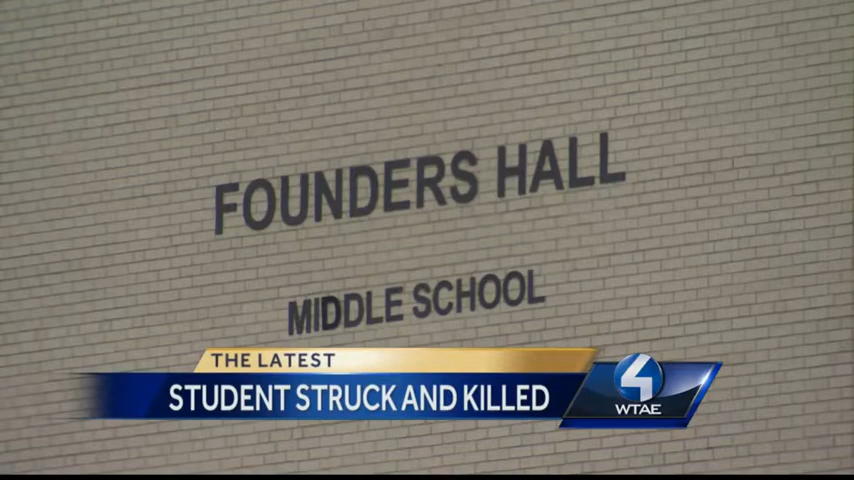 FOUNDERS HALL
MIDDLE SCHOOL
THE LATEST
STUDENT STRUCK AND KILLED
4
WTAE